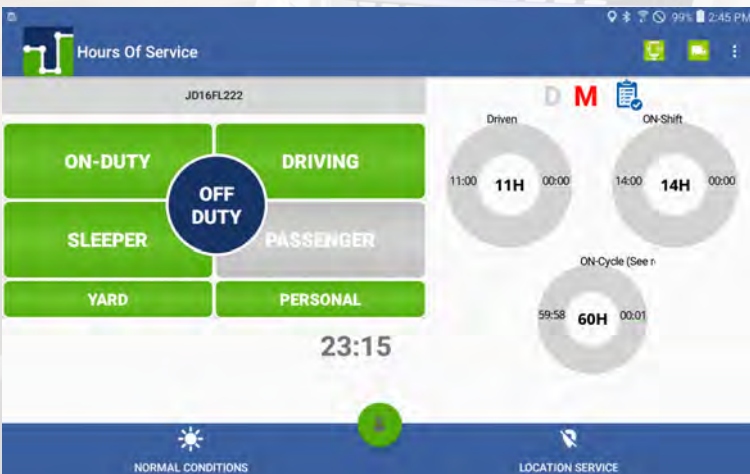 99% 2:45 PM
Hours Of Service
JD16FL222
D M
Driven
ON-Shift
ON-DUTY
DRIVING
OFF
DUTY
SLEEPER
PASSENGER
YARD
PERSONAL
23:15
11:00 11H 00:00
14:00 14H 00:00
ON-Cycle (See r
59:58 60H 00:01
NORMAL CONDITIONS
LOCATION SERVICE